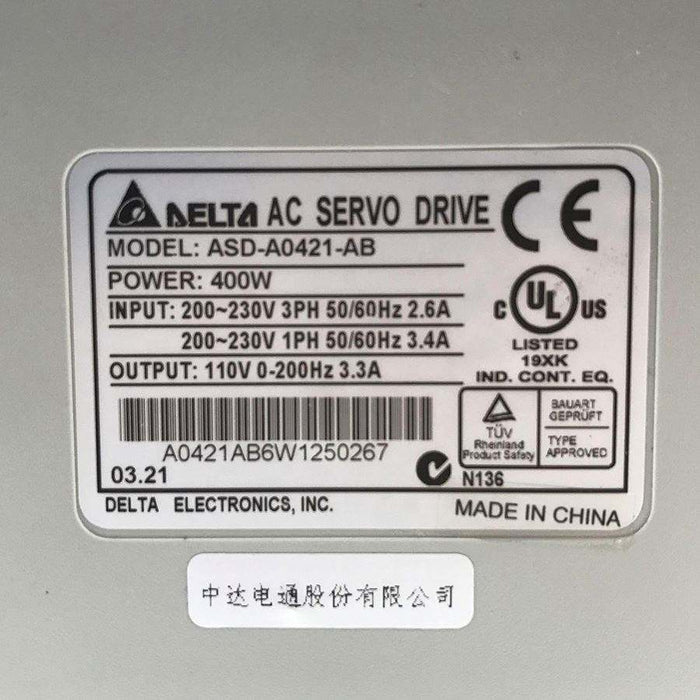 DELTA AC SERVO DRIVE
CE
MODEL: ASD-A0421-AB
POWER: 400W
INPUT: 200~230V 3PH 50/60Hz 2.6A
200~230V 1PH 50/60Hz 3.4A
OUTPUT: 110V 0-200Hz 3.3A
C UL US
LISTED
19XK
IND. CONT. EQ.
TÜV
Rheinland
Product Safety
BAUART
GEPRÜFT
TYPE
APPROVED
A0421AB6W1250267
03.21
N136
DELTA ELECTRONICS, INC.
MADE IN CHINA
中达电通股份有限公司